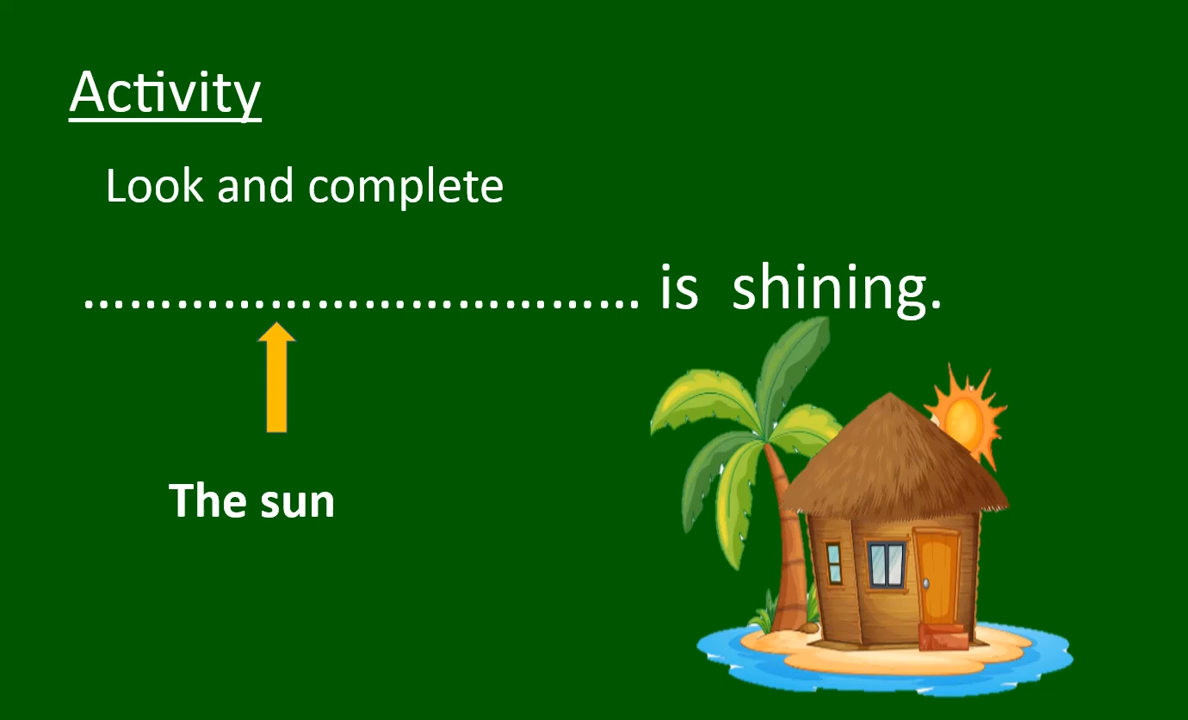 Activity
Look and complete
………………………………… is shining.
The sun